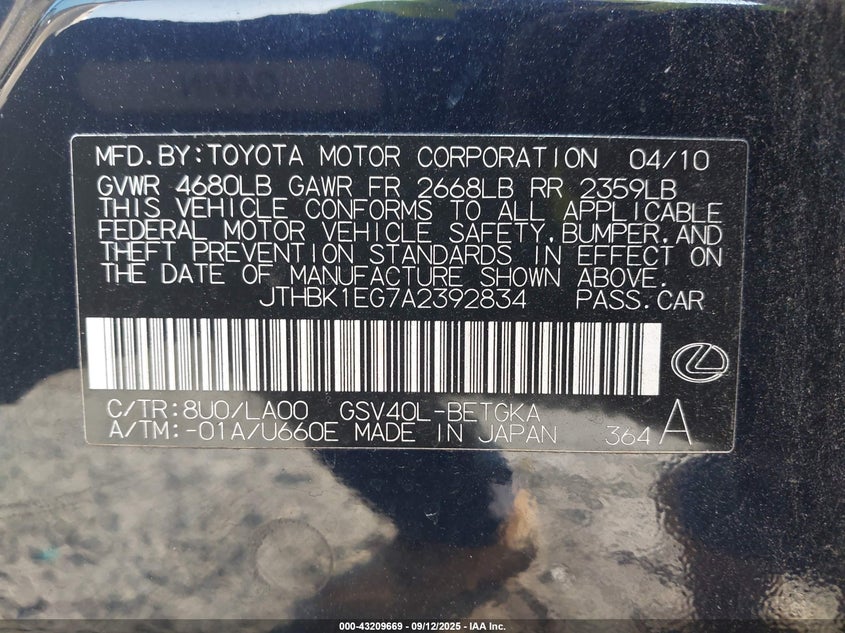 MFD.BY:TOYOTA MOTOR CORPORATION 04/10
GVWR 4680LB GAWR FR 2668LB RR 2359LB
THIS VEHICLE CONFORMS TO ALL APPLICABLE
FEDERAL MOTOR VEHICLE SAFETY,BUMPER,AND
THEFT PREVENTION STANDARDS IN EFFECT ON
THE DATE OF MANUFACTURE SHOWN ABOVE.
JTHBK1EG7A2392834 PASS.CAR
C/TR:8U0/LA00 GSV40L-BETGKA
A/TM:-01A/U660E MADE IN JAPAN 364 A
000-43209669 - 09/12/2025 - IAA Inc.